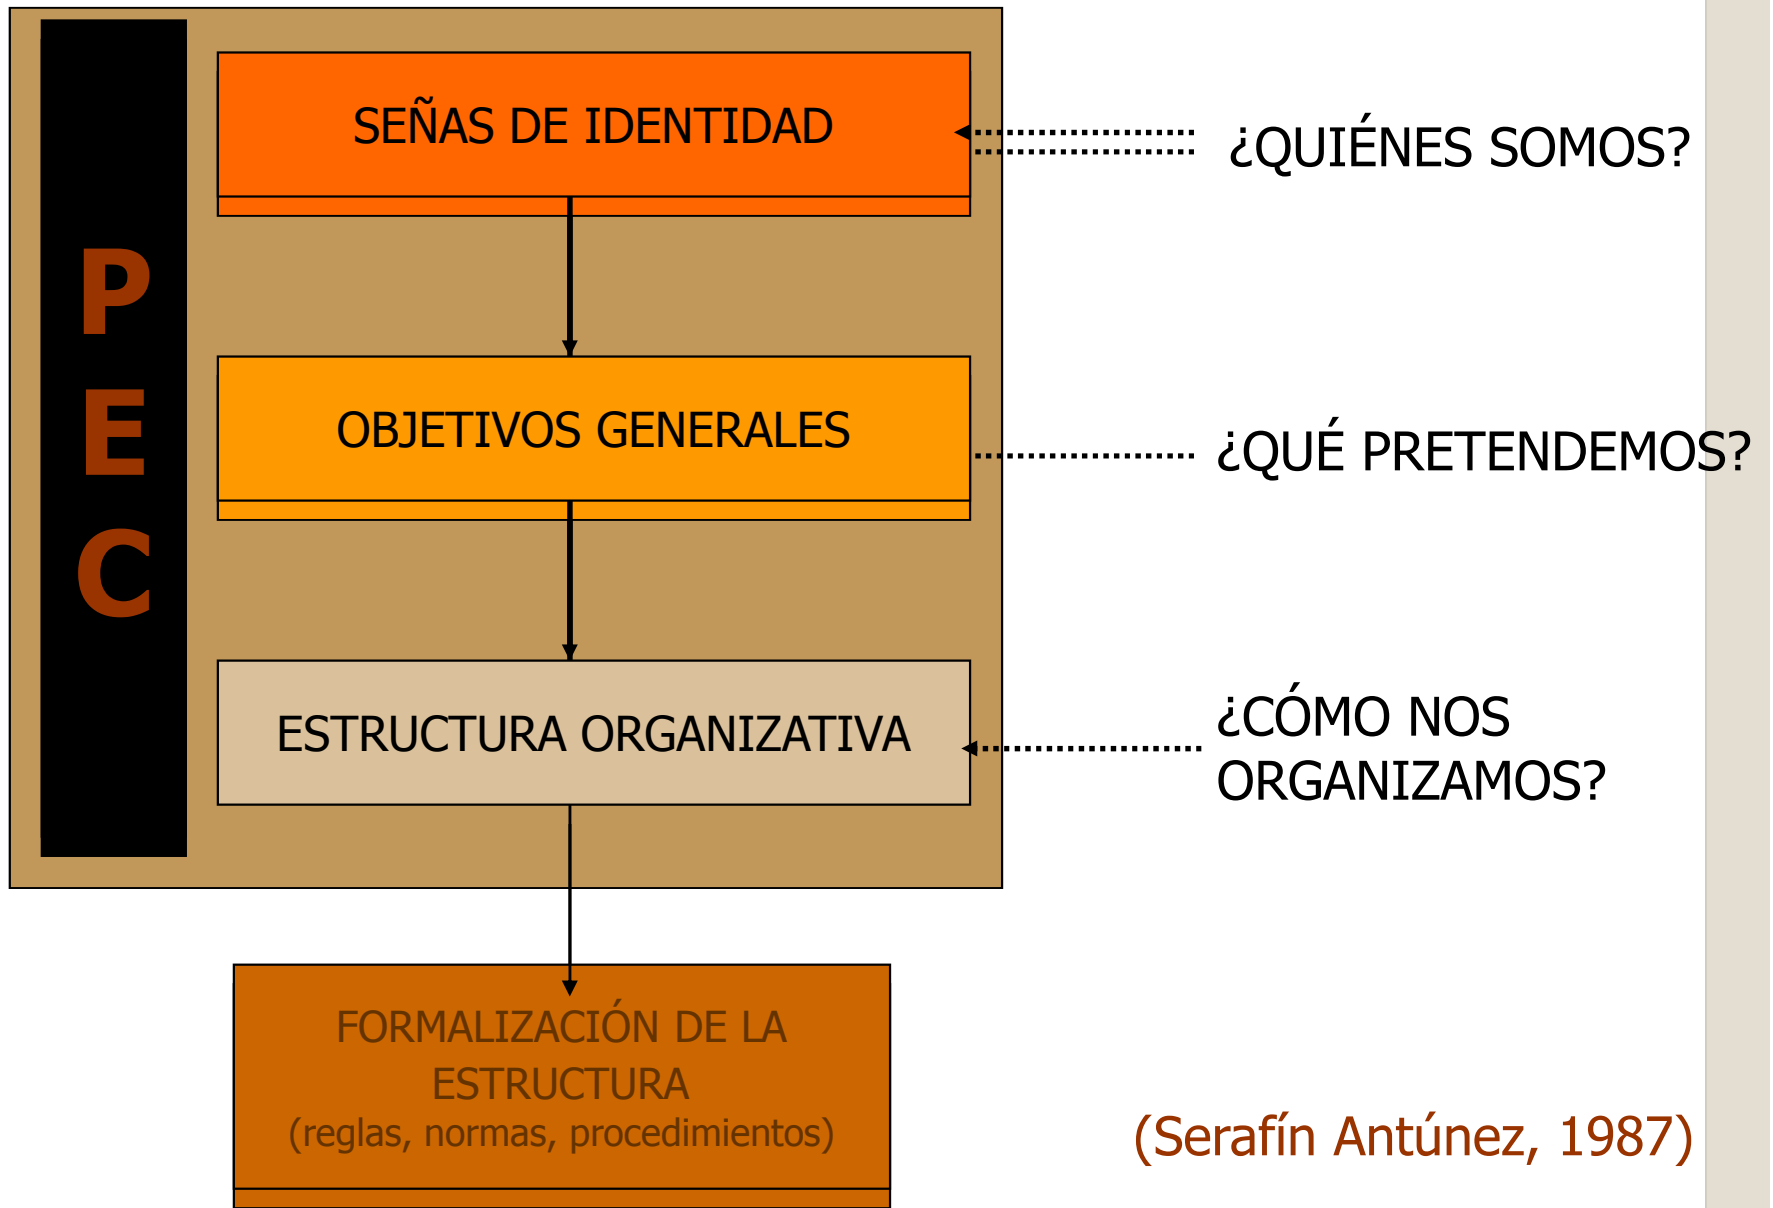 P
E
C
SEÑAS DE IDENTIDAD
¿QUIÉNES SOMOS?
OBJETIVOS GENERALES
¿QUÉ PRETENDEMOS?
ESTRUCTURA ORGANIZATIVA
¿CÓMO NOS
ORGANIZAMOS?
FORMALIZACIÓN DE LA
ESTRUCTURA
(reglas, normas, procedimientos)
(Serafín Antúnez, 1987)